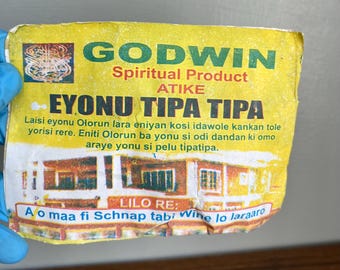 GODWIN
Spiritual Product
ATIKE
EYONU TIPA TIPA
Laisi eyonu Olorun lara eniyan kosi idawole kankan tole
yorisi rere. Eniti Olorun ba yonu si odi dandan ki omo
araye yonu si pelu tipatipa.
LILO RE:
A o maa fi Schnap tabi Wine lo laraaro